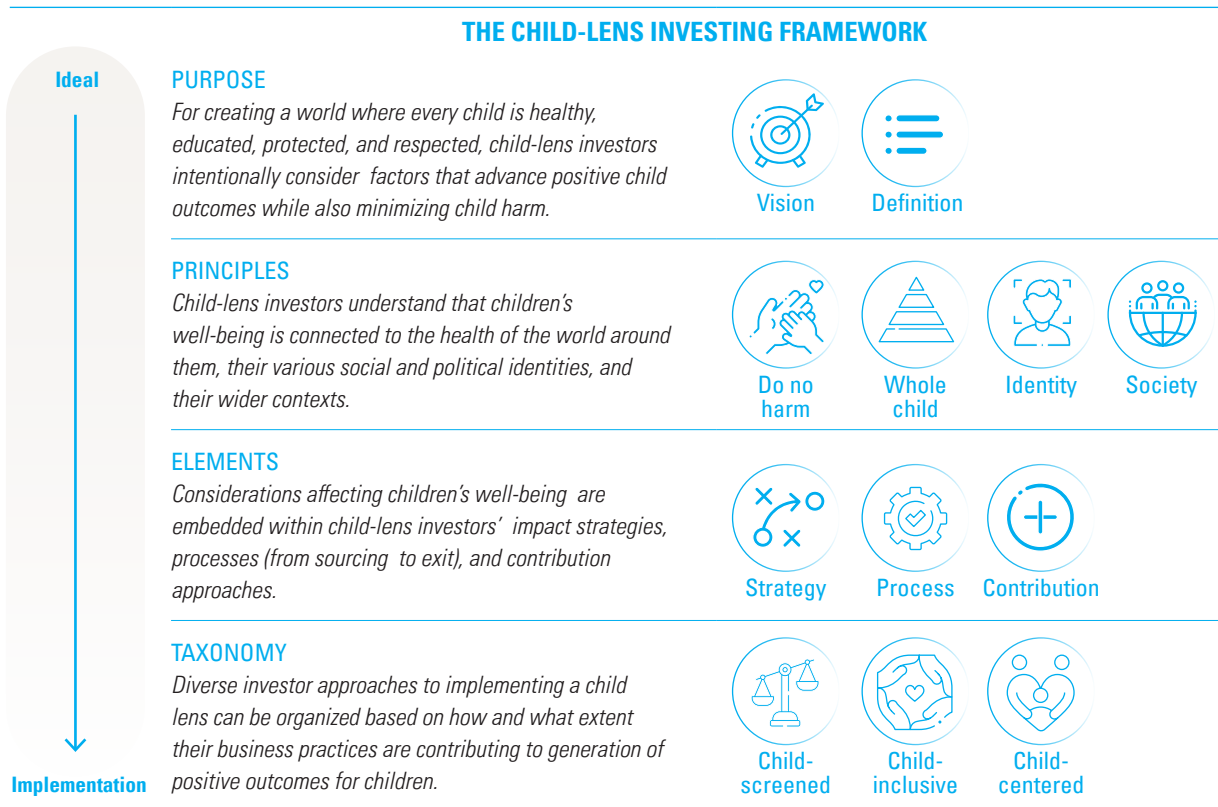 THE CHILD-LENS INVESTING FRAMEWORK
Ideal
PURPOSE
For creating a world where every child is healthy,
educated, protected, and respected, child-lens investors
intentionally consider factors that advance positive child
outcomes while also minimizing child harm.
Vision
Definition
PRINCIPLES
Child-lens investors understand that children's
well-being is connected to the health of the world around
them, their various social and political identities, and
their wider contexts.
Do no
harm
Whole
child
Identity
Society
ELEMENTS
Considerations affecting children's well-being are
embedded within child-lens investors' impact strategies,
processes (from sourcing to exit), and contribution
approaches.
Strategy
Process
Contribution
TAXONOMY
Diverse investor approaches to implementing a child
lens can be organized based on how and what extent
their business practices are contributing to generation of
positive outcomes for children.
Child-
screened
Child-
inclusive
Child-
centered
Implementation